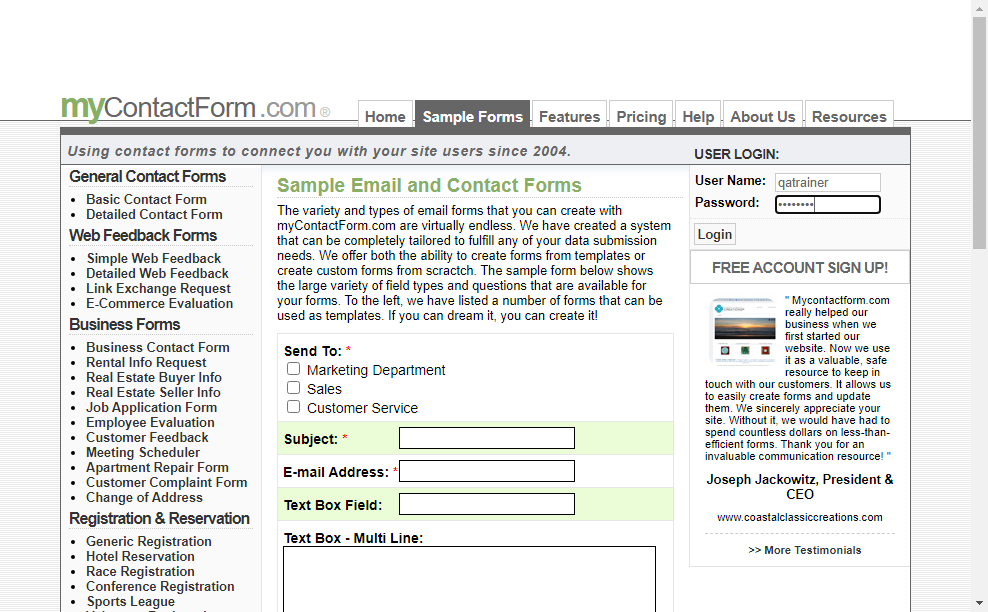 myContactForm.com ®
Home
Sample Forms
Features
Pricing
Help
About Us
Resources
Using contact forms to connect you with your site users since 2004.
USER LOGIN:
General Contact Forms
Basic Contact Form
Detailed Contact Form
Web Feedback Forms
Simple Web Feedback
Detailed Web Feedback
Link Exchange Request
E-Commerce Evaluation
Business Forms
Business Contact Form
Rental Info Request
Real Estate Buyer Info
Real Estate Seller Info
Job Application Form
Employee Evaluation
Customer Feedback
Meeting Scheduler
Apartment Repair Form
Customer Complaint Form
Change of Address
Registration & Reservation
Generic Registration
Hotel Reservation
Race Registration
Conference Registration
Sports League
Sample Email and Contact Forms
The variety and types of email forms that you can create with
myContactForm.com are virtually endless. We have created a system
that can be completely tailored to fulfill any of your data submission
needs. We offer both the ability to create forms from templates or
create custom forms from scractch. The sample form below shows
the large variety of field types and questions that are available for
your forms. To the left, we have listed a number of forms that can be
used as templates. If you can dream it, you can create it!
Send To: *
Marketing Department
Sales
Customer Service
Subject: *
E-mail Address: *
Text Box Field:
Text Box - Multi Line:
User Name: qatrainer
Password: ••••••••
Login
FREE ACCOUNT SIGN UP!
" Mycontactform.com
really helped our
business when we
first started our
website. Now we use
it as a valuable, safe
resource to keep in
touch with our customers. It allows us
to easily create forms and update
them. We sincerely appreciate your
site. Without it, we would have had to
spend countless dollars on less-than-
efficient forms. Thank you for an
invaluable communication resource! "
Joseph Jackowitz, President &
CEO
www.coastalclassiccreations.com
>> More Testimonials